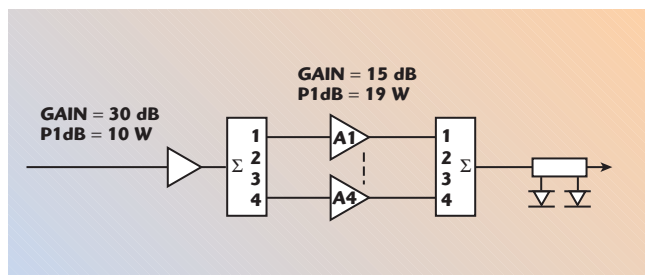 GAIN = 15 dB
P1dB = 19 W
GAIN = 30 dB
P1dB = 10 W
Σ
1
2
3
4
A1
A4
1
2
3
4
Σ